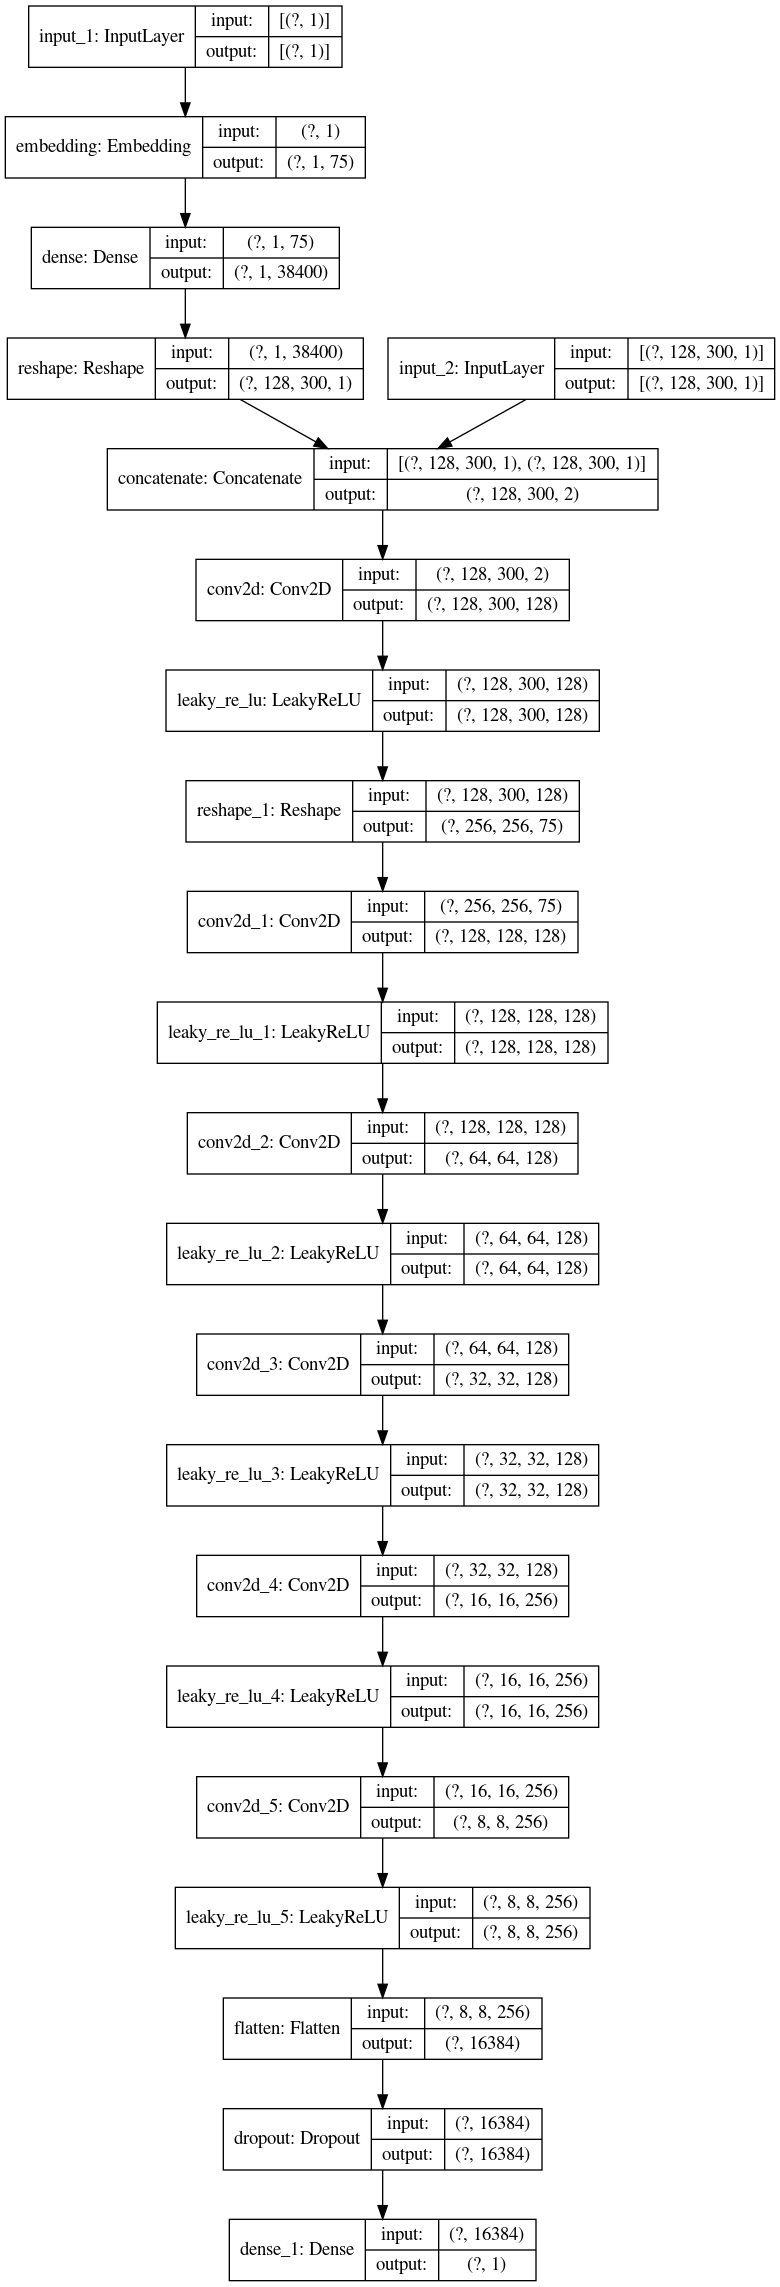 input_1: InputLayer
input: [(?, 1)]
output: [(?, 1)]
embedding: Embedding
input: (?, 1)
output: (?, 1, 75)
dense: Dense
input: (?, 1, 75)
output: (?, 1, 38400)
reshape: Reshape
input: (?, 1, 38400)
output: (?, 128, 300, 1)
input_2: InputLayer
input: [(?, 128, 300, 1)]
output: [(?, 128, 300, 1)]
concatenate: Concatenate
input: [(?, 128, 300, 1), (?, 128, 300, 1)]
output: (?, 128, 300, 2)
conv2d: Conv2D
input: (?, 128, 300, 2)
output: (?, 128, 300, 128)
leaky_re_lu: LeakyReLU
input: (?, 128, 300, 128)
output: (?, 128, 300, 128)
reshape_1: Reshape
input: (?, 128, 300, 128)
output: (?, 256, 256, 75)
conv2d_1: Conv2D
input: (?, 256, 256, 75)
output: (?, 128, 128, 128)
leaky_re_lu_1: LeakyReLU
input: (?, 128, 128, 128)
output: (?, 128, 128, 128)
conv2d_2: Conv2D
input: (?, 128, 128, 128)
output: (?, 64, 64, 128)
leaky_re_lu_2: LeakyReLU
input: (?, 64, 64, 128)
output: (?, 64, 64, 128)
conv2d_3: Conv2D
input: (?, 64, 64, 128)
output: (?, 32, 32, 128)
leaky_re_lu_3: LeakyReLU
input: (?, 32, 32, 128)
output: (?, 32, 32, 128)
conv2d_4: Conv2D
input: (?, 32, 32, 128)
output: (?, 16, 16, 256)
leaky_re_lu_4: LeakyReLU
input: (?, 16, 16, 256)
output: (?, 16, 16, 256)
conv2d_5: Conv2D
input: (?, 16, 16, 256)
output: (?, 8, 8, 256)
leaky_re_lu_5: LeakyReLU
input: (?, 8, 8, 256)
output: (?, 8, 8, 256)
flatten: Flatten
input: (?, 8, 8, 256)
output: (?, 16384)
dropout: Dropout
input: (?, 16384)
output: (?, 16384)
dense_1: Dense
input: (?, 16384)
output: (?, 1)